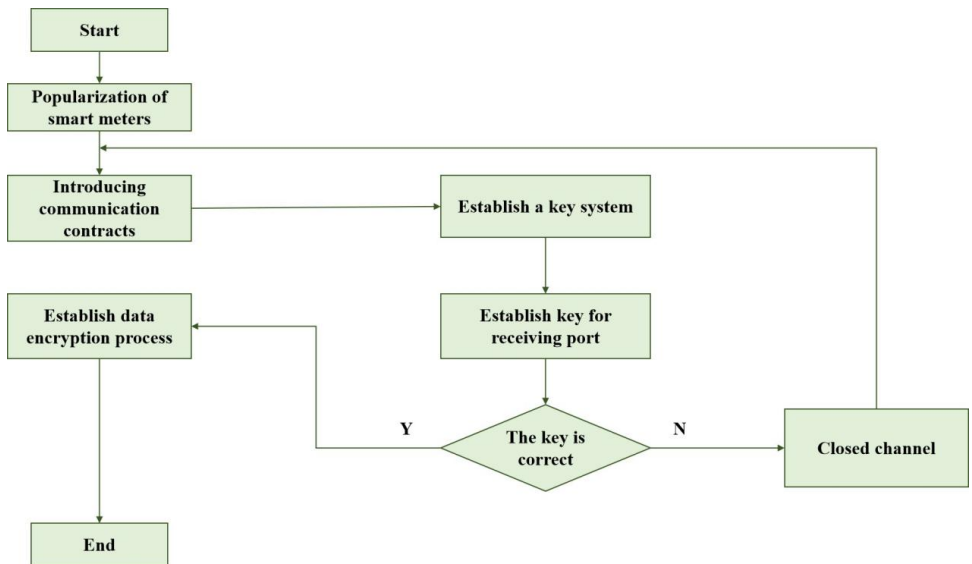 Start
Popularization of
smart meters
Introducing
communication
contracts
Establish a key system
Establish data
encryption process
Establish key for
receiving port
Y
The key is
correct
N
Closed channel
End